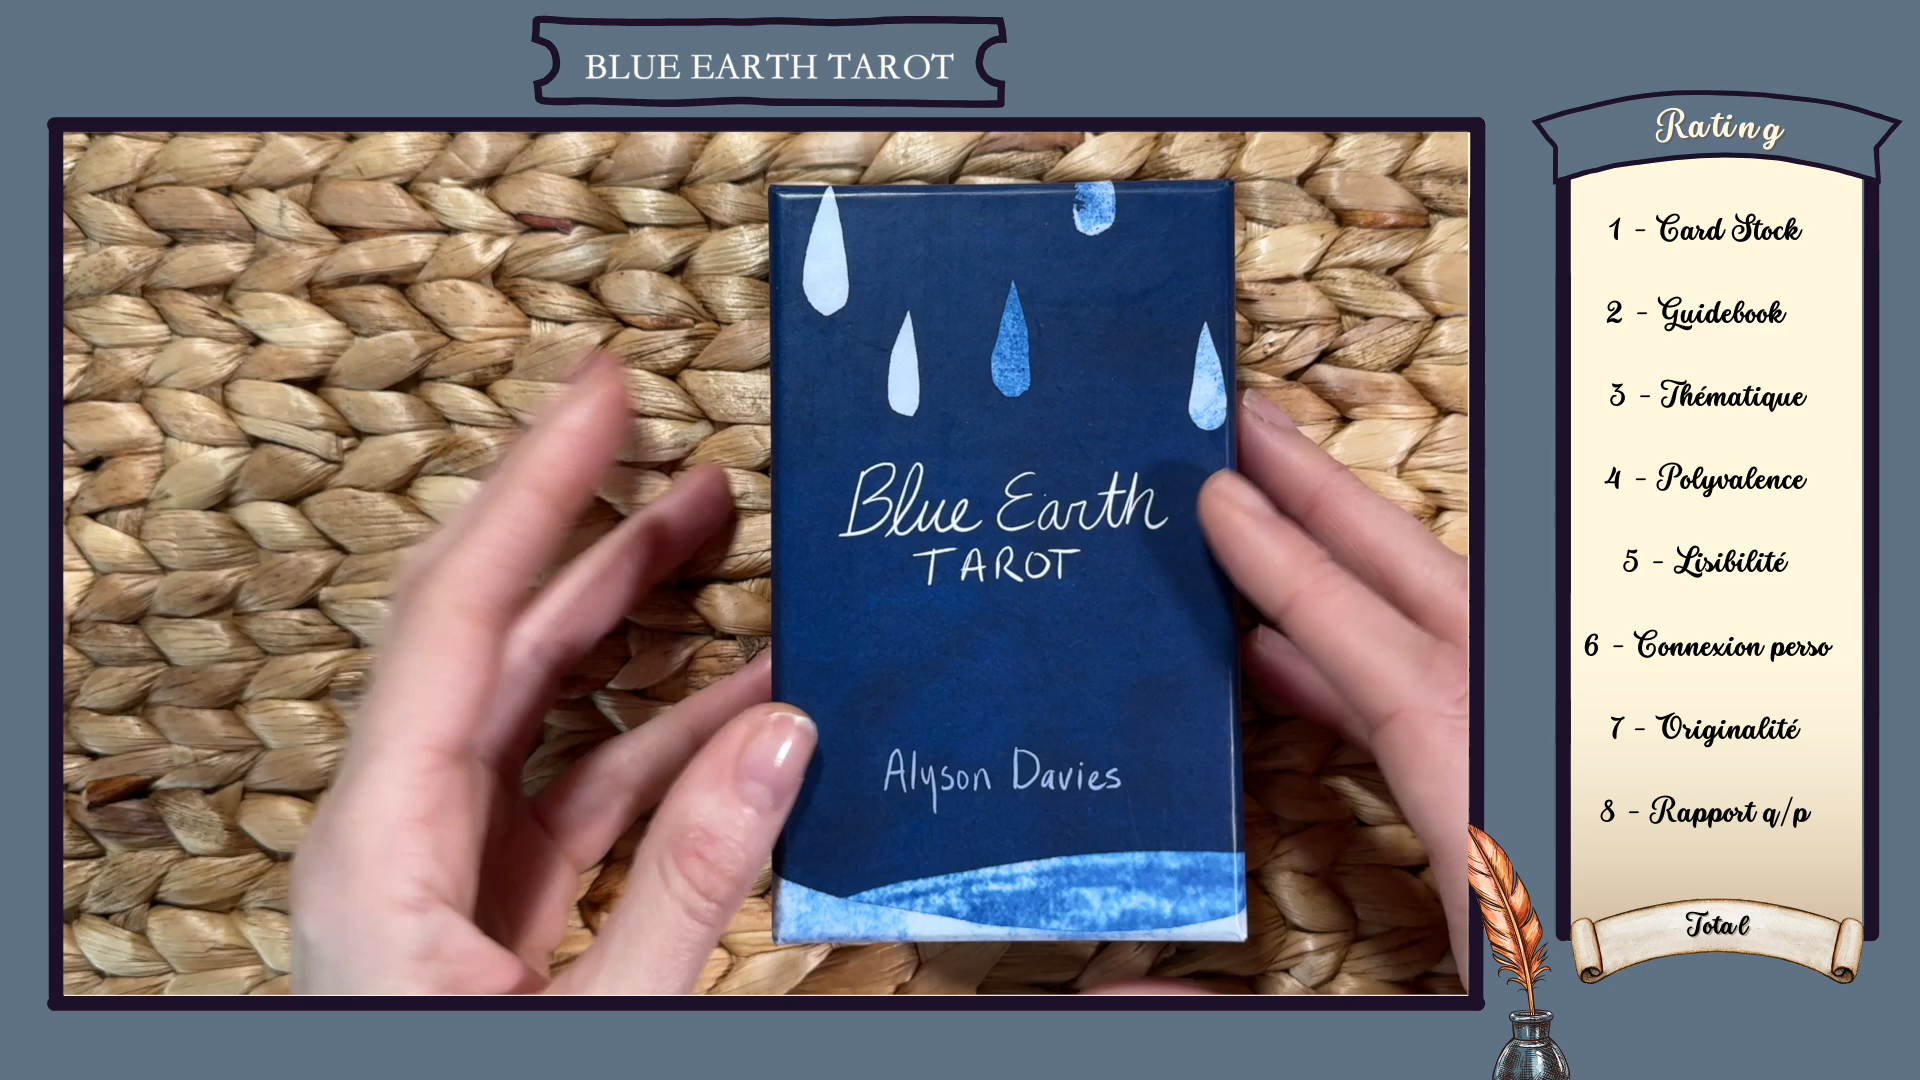 BLUE EARTH TAROT
Blue Earth
TAROT
Alyson Davies
Rating
1 - Card Stock
2 - Guidebook
3 - Thématique
4 - Polyvalence
5 - Lisibilité
6 - Connexion perso
7 - Originalité
8 - Rapport q/p
Total